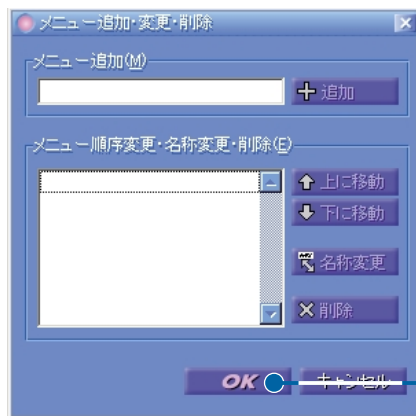 メニュー追加・変更・削除
メニュー追加(M)
追加
メニュー順序変更・名称変更・削除(E)
上に移動
下に移動
名称変更
削除
OK
キャンセル